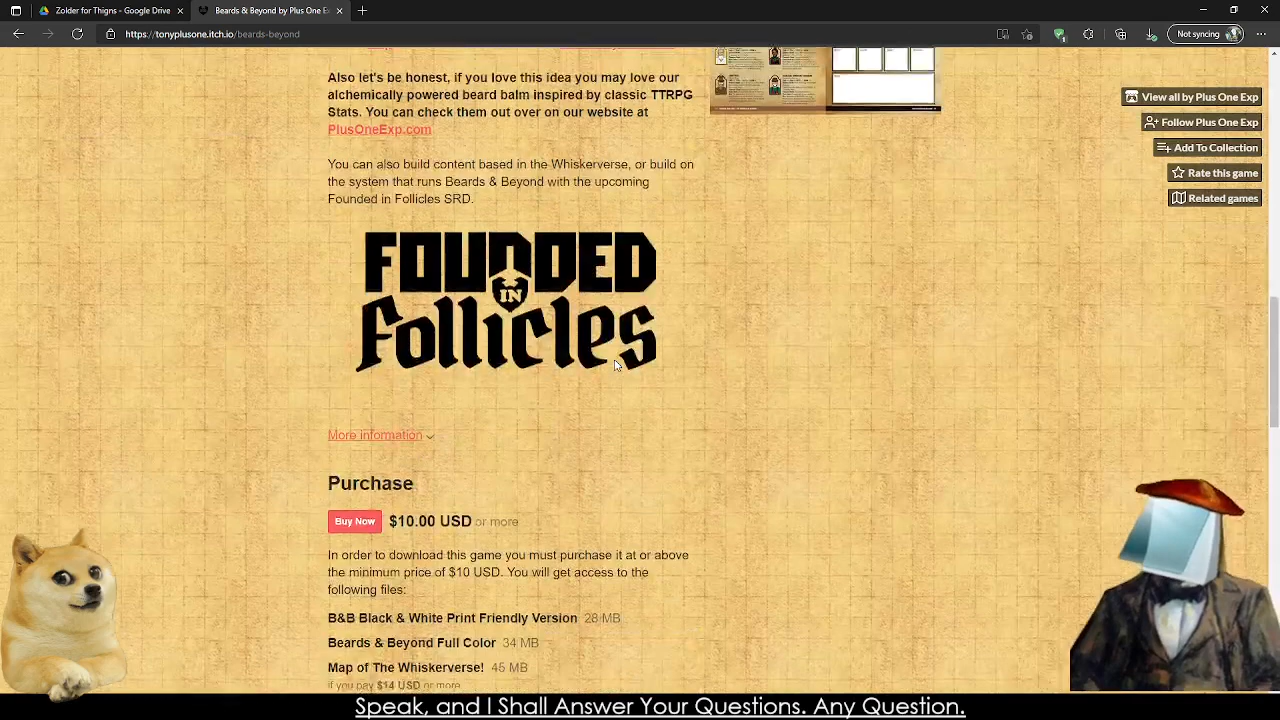 Zolder for Thigns - Google Drive
Beards & Beyond by Plus One E
https://tonyplusone.itch.io/beards-beyond
Not syncing
View all by Plus One Exp
Follow Plus One Exp
Add To Collection
Rate this game
Related games
Also let's be honest, if you love this idea you may love our
alchemically powered beard balm inspired by classic TTRPG
Stats. You can check them out over on our website at
PlusOneExp.com
You can also build content based in the Whiskerverse, or build on
the system that runs Beards & Beyond with the upcoming
Founded in Follicles SRD.
FOUNDED
IN
Follicles
More information
Purchase
Buy Now $10.00 USD or more
In order to download this game you must purchase it at or above
the minimum price of $10 USD. You will get access to the
following files:
B&B Black & White Print Friendly Version 28 MB
Beards & Beyond Full Color 34 MB
Map of The Whiskerverse! 45 MB
if you pay $14 USD or more
Speak, and I Shall Answer Your Questions. Any Question.